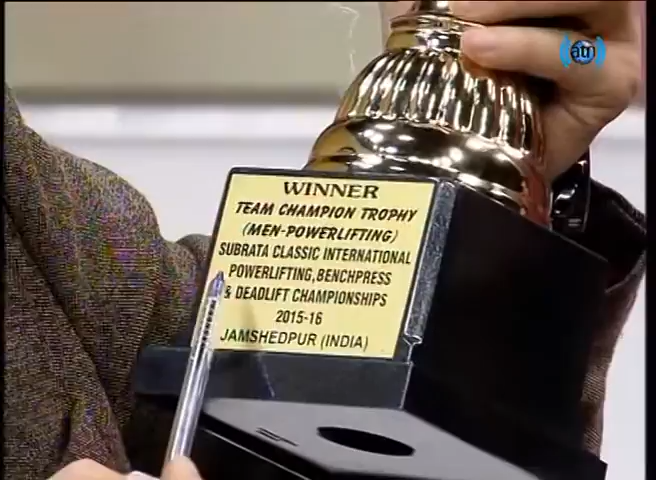 atn
WINNER
TEAM CHAMPION TROPHY
(MEN-POWERLIFTING)
SUBRATA CLASSIC INTERNATIONAL
POWERLIFTING, BENCHPRESS
& DEADLIFT CHAMPIONSHIPS
2015-16
JAMSHEDPUR (INDIA)